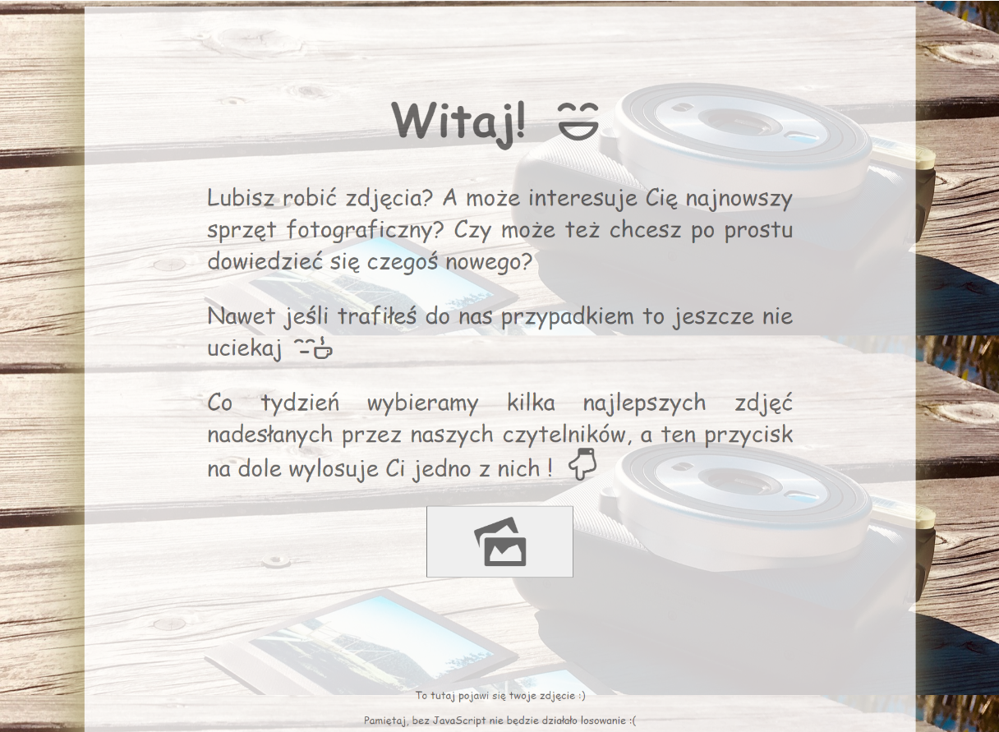 Witaj!
Lubisz robić zdjęcia? A może interesuje Cię najnowszy
sprzęt fotograficzny? Czy może też chcesz po prostu
dowiedzieć się czegoś nowego?
Nawet jeśli trafiłeś do nas przypadkiem to jeszcze nie
uciekaj
Co tydzień wybieramy kilka najlepszych zdjęć
nadesłanych przez naszych czytelników, a ten przycisk
na dole wylosuje Ci jedno z nich !
To tutaj pojawi się twoje zdjęcie :)
Pamiętaj, bez JavaScript nie będzie działało losowanie :(